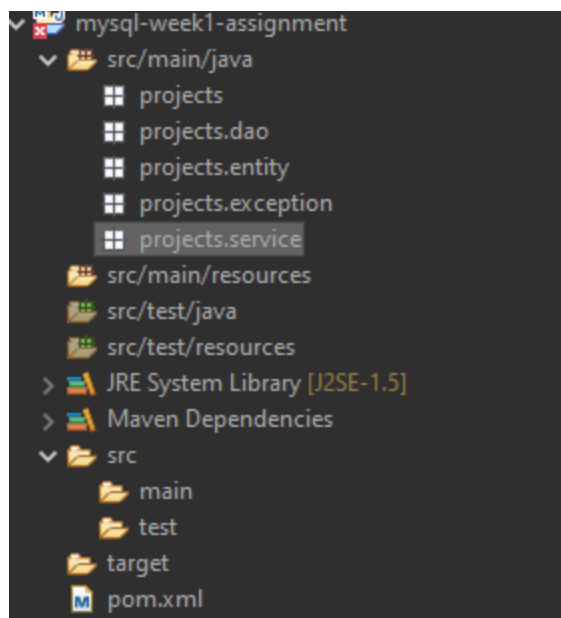 mysql-week1-assignment
src/main/java
projects
projects.dao
projects.entity
projects.exception
projects.service
src/main/resources
src/test/java
src/test/resources
JRE System Library [J2SE-1.5]
Maven Dependencies
src
main
test
target
pom.xml